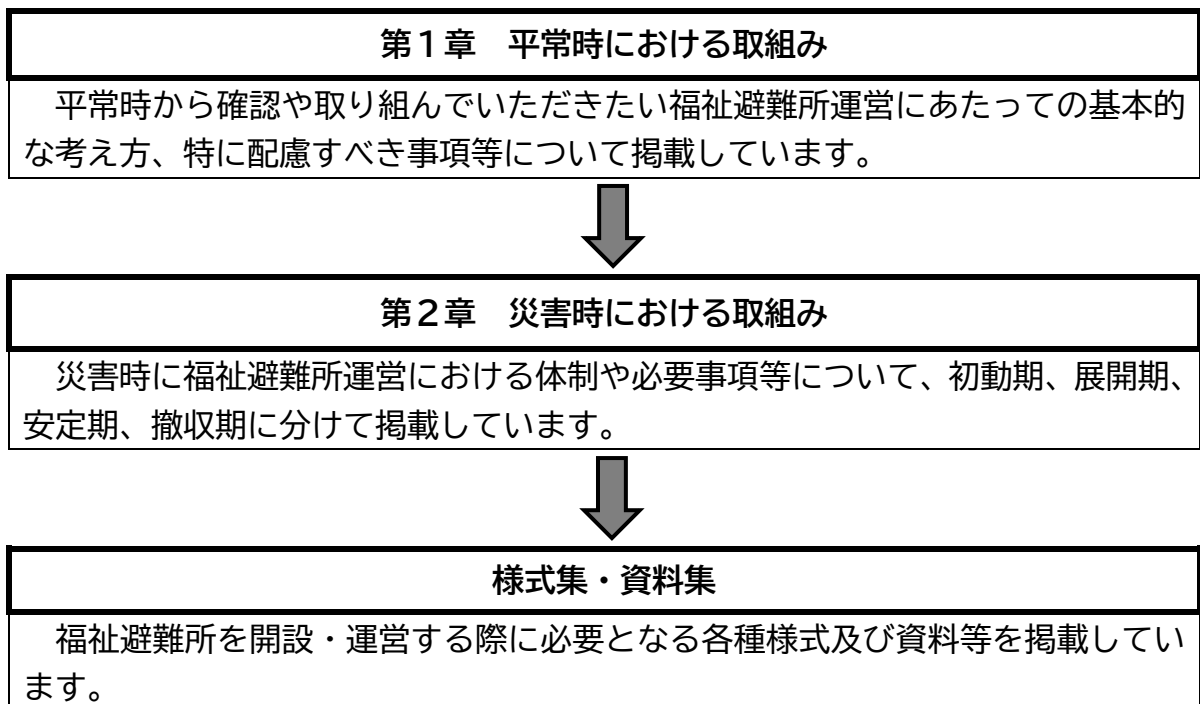 第１章　平常時における取組み
　平常時から確認や取り組んでいただきたい福祉避難所運営にあたっての基本的
な考え方、特に配慮すべき事項等について掲載しています。
第２章　災害時における取組み
　災害時に福祉避難所運営における体制や必要事項等について、初動期、展開期、
安定期、撤収期に分けて掲載しています。
様式集・資料集
　福祉避難所を開設・運営する際に必要となる各種様式及び資料等を掲載してい
ます。